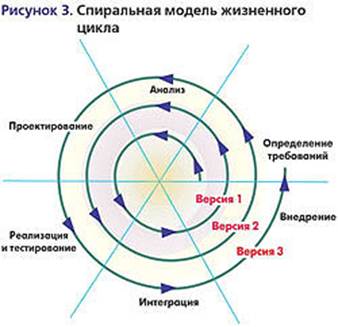 Рисунок 3. Спиральная модель жизненного
цикла
Анализ
Проектирование
Определение
требований
Версия 1
Внедрение
Версия 2
Реализация
и тестирование
Версия 3
Интеграция